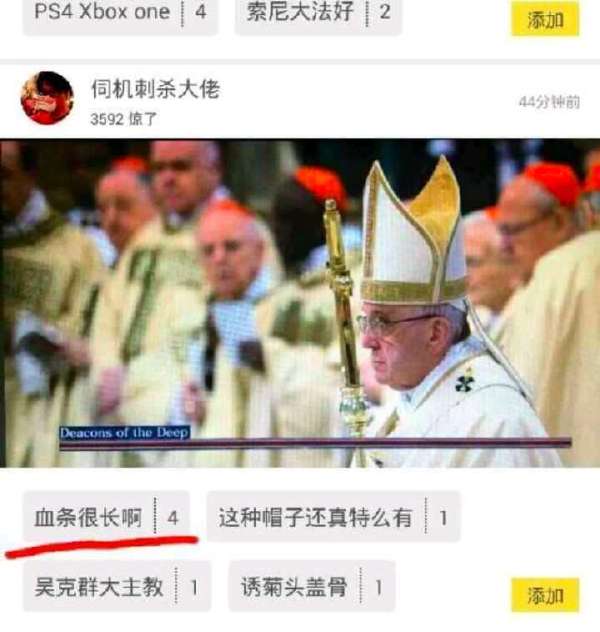 PS4 Xbox one 4 索尼大法好 2 添加
伺机刺杀大佬
3592 惊了
44分钟前
Deacons of the Deep
血条很长啊 4 这种帽子还真特么有 1
吴克群大主教 1 诱菊头盖骨 1 添加